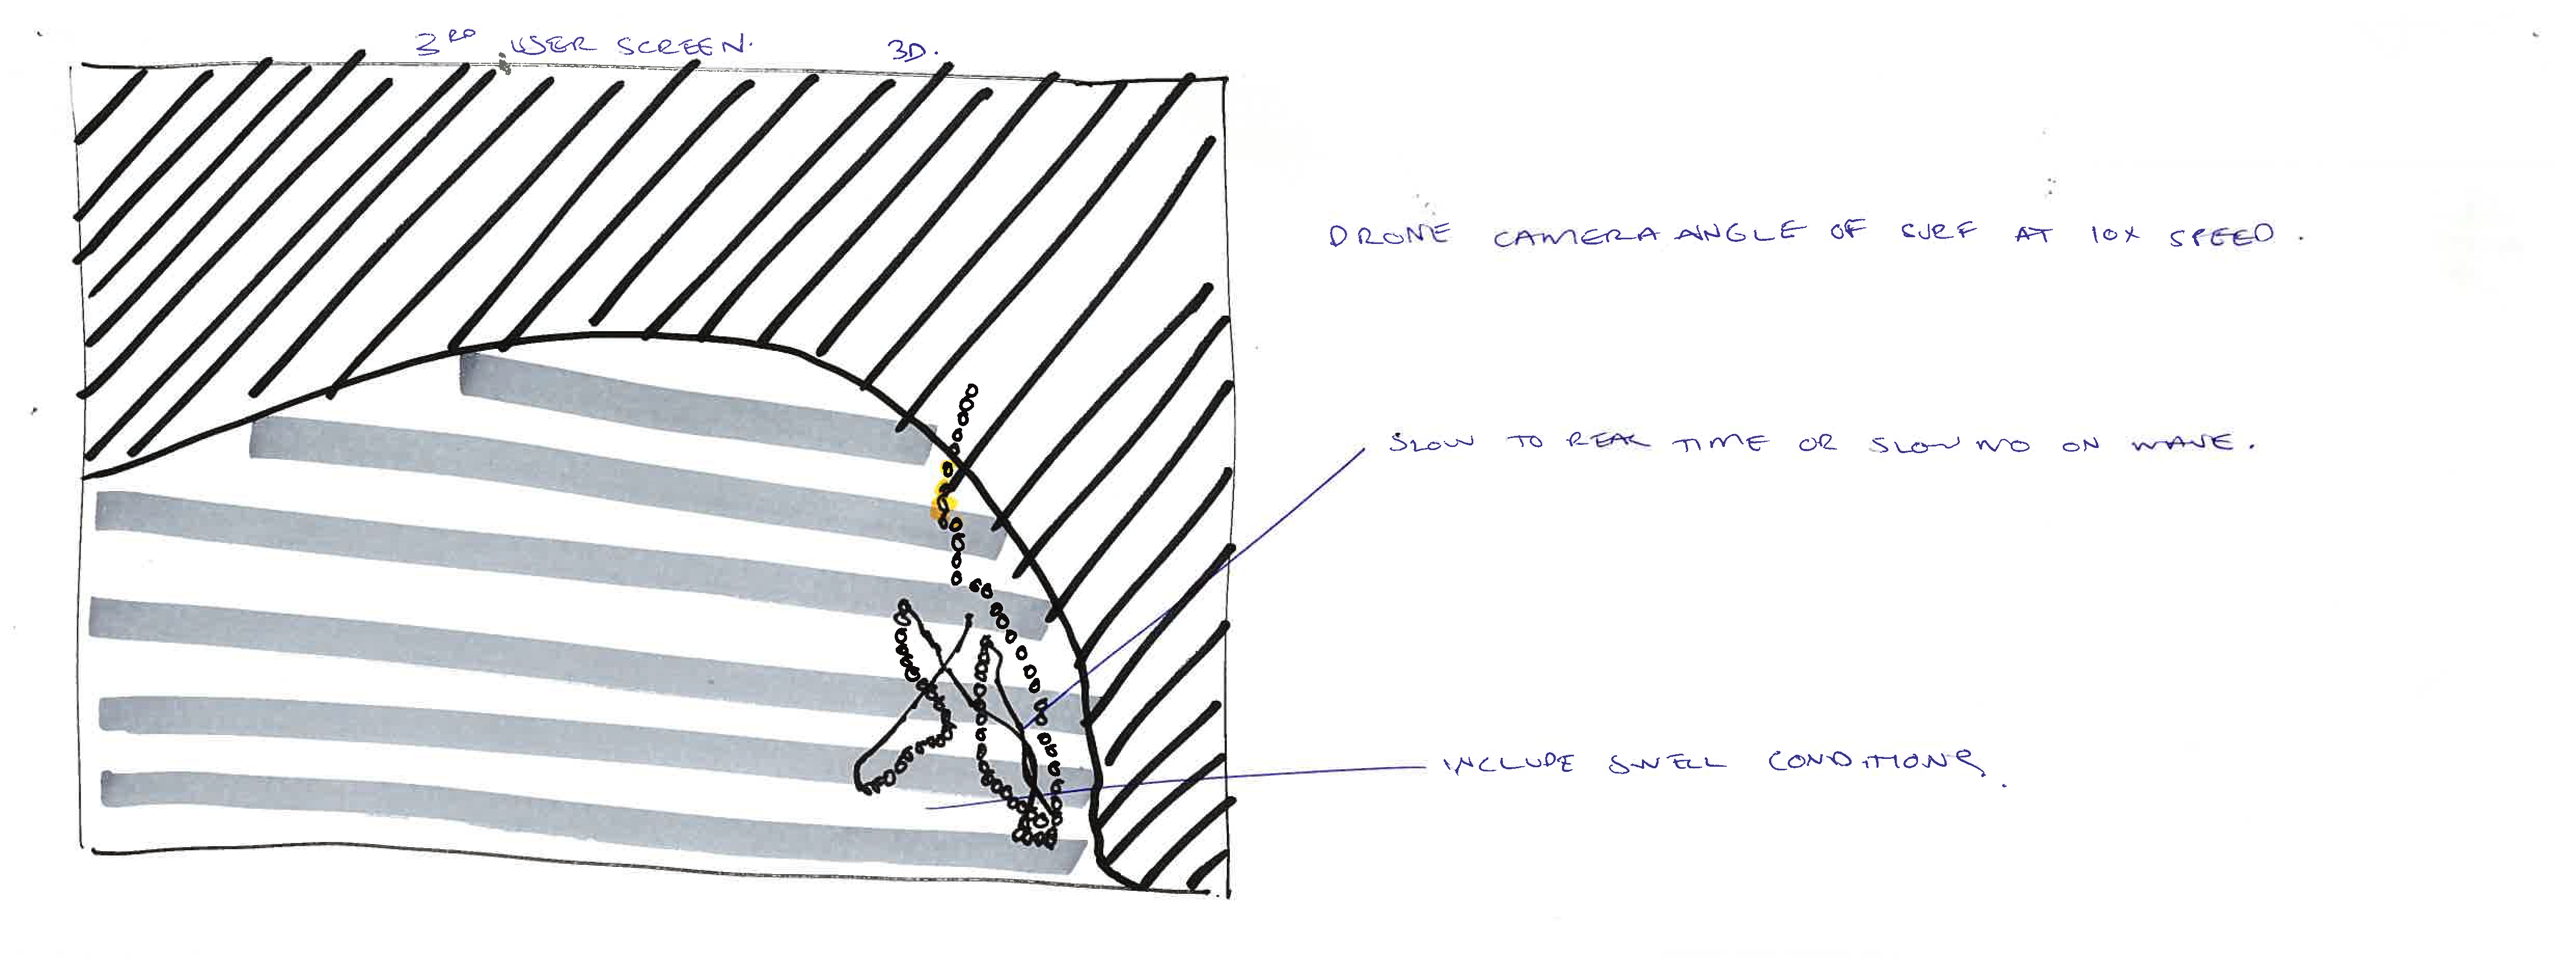 3RD USER SCREEN. 3D.
DRONE CAMERA ANGLE OF SURF AT 10X SPEED.
SLOW TO REAL TIME OR SLOW MO ON WAVE.
INCLUDE SWELL CONDITIONS.